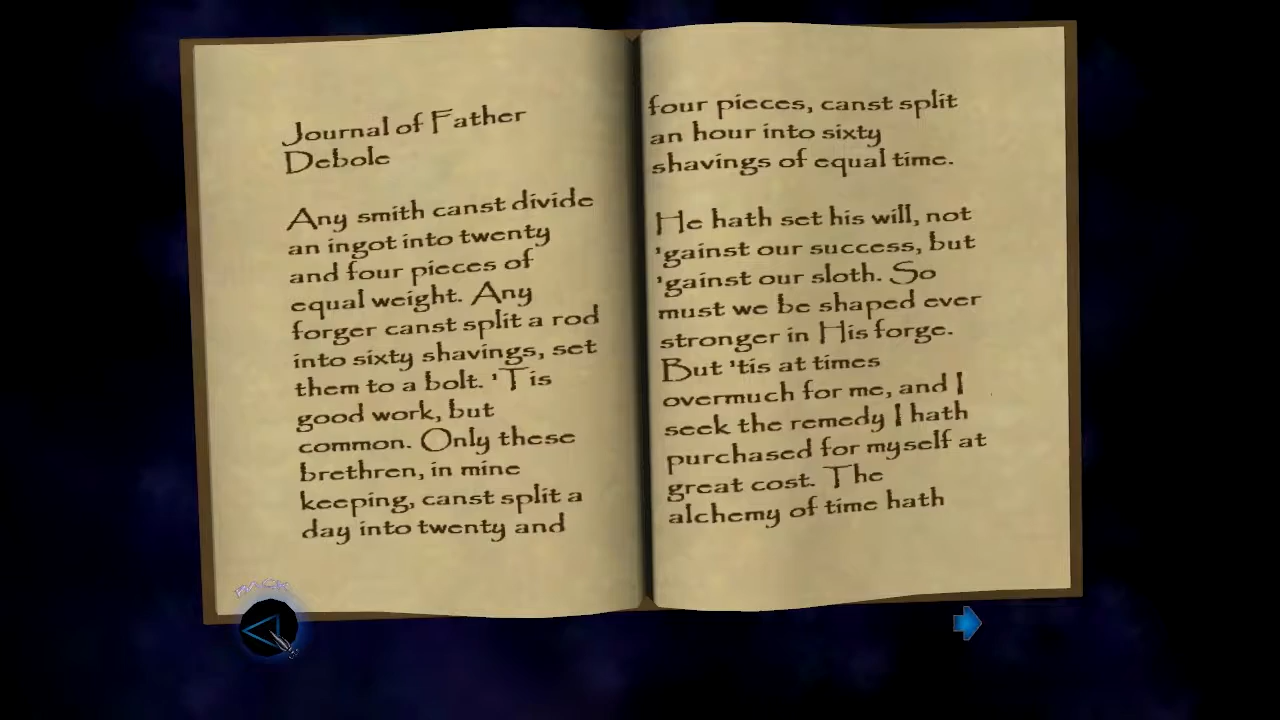 Journal of Father
Debole
Any smith canst divide
an ingot into twenty
and four pieces of
equal weight. Any
forger canst split a rod
into sixty shavings, set
them to a bolt. 'Tis
good work, but
common. Only these
brethren, in mine
keeping, canst split a
day into twenty and
four pieces, canst split
an hour into sixty
shavings of equal time.
He hath set his will, not
'gainst our success, but
'gainst our sloth. So
must we be shaped ever
stronger in His forge.
But 'tis at times
overmuch for me, and I
seek the remedy I hath
purchased for myself at
great cost. The
alchemy of time hath
BACK